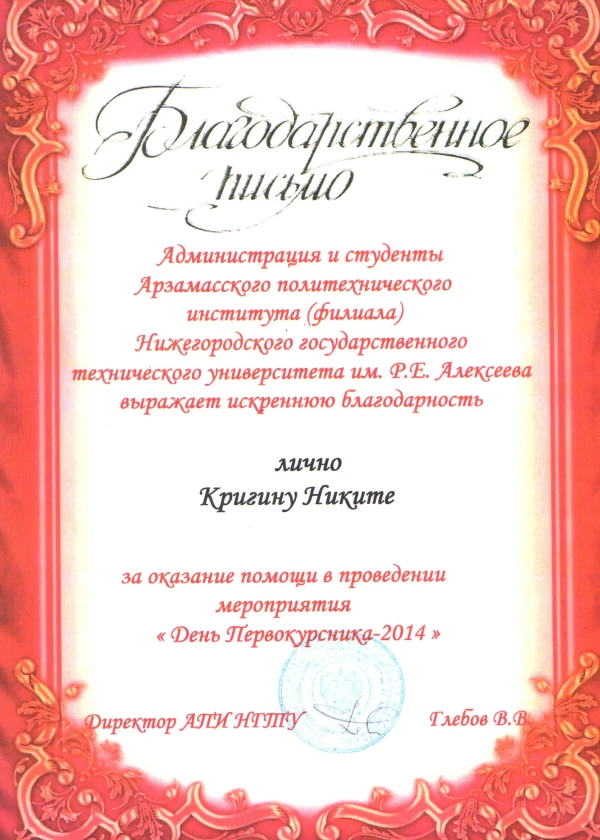 Благодарственное
письмо
Администрация и студенты
Арзамасского политехнического
института (филиала)
Нижегородского государственного
технического университета им. Р.Е. Алексеева
выражает искреннюю благодарность
лично
Кригину Никите
за оказание помощи в проведении
мероприятия
« День Первокурсника-2014 »
Директор АПИ НГТУ Глебов В.В.